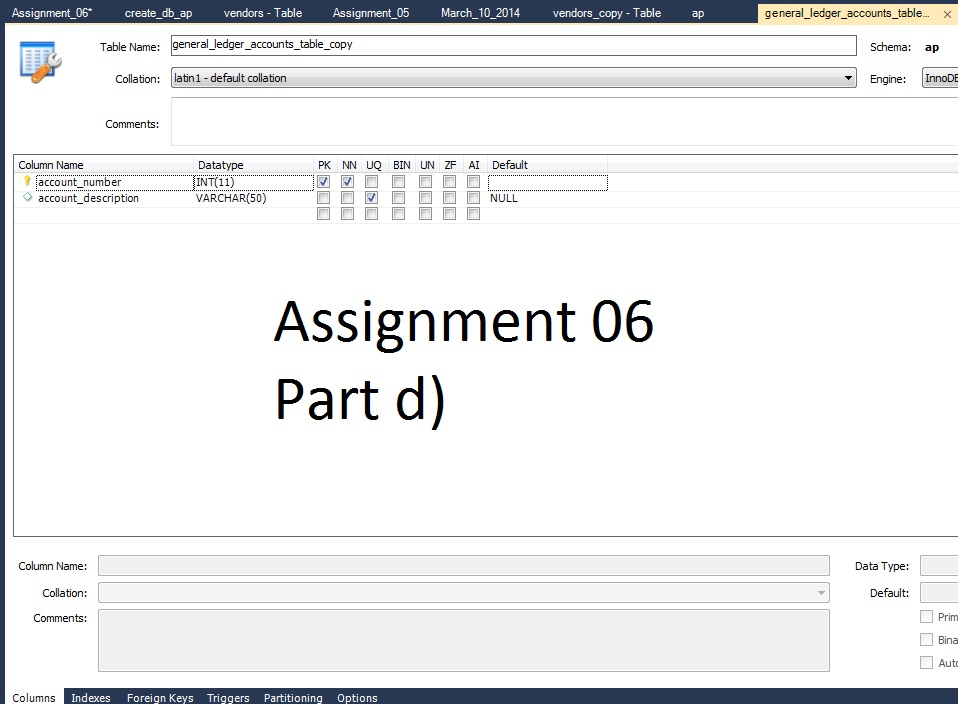 Assignment_06* create_db_ap vendors - Table Assignment_05 March_10_2014 vendors_copy - Table ap general_ledger_accounts_table...
Table Name: general_ledger_accounts_table_copy Schema: ap
Collation: latin1 - default collation Engine: InnoDB
Comments:
Column Name Datatype PK NN UQ BIN UN ZF AI Default
account_number INT(11)
account_description VARCHAR(50) NULL
Assignment 06
Part d)
Column Name: Data Type:
Collation: Default:
Comments: Prim
Bina
Auto
Columns Indexes Foreign Keys Triggers Partitioning Options